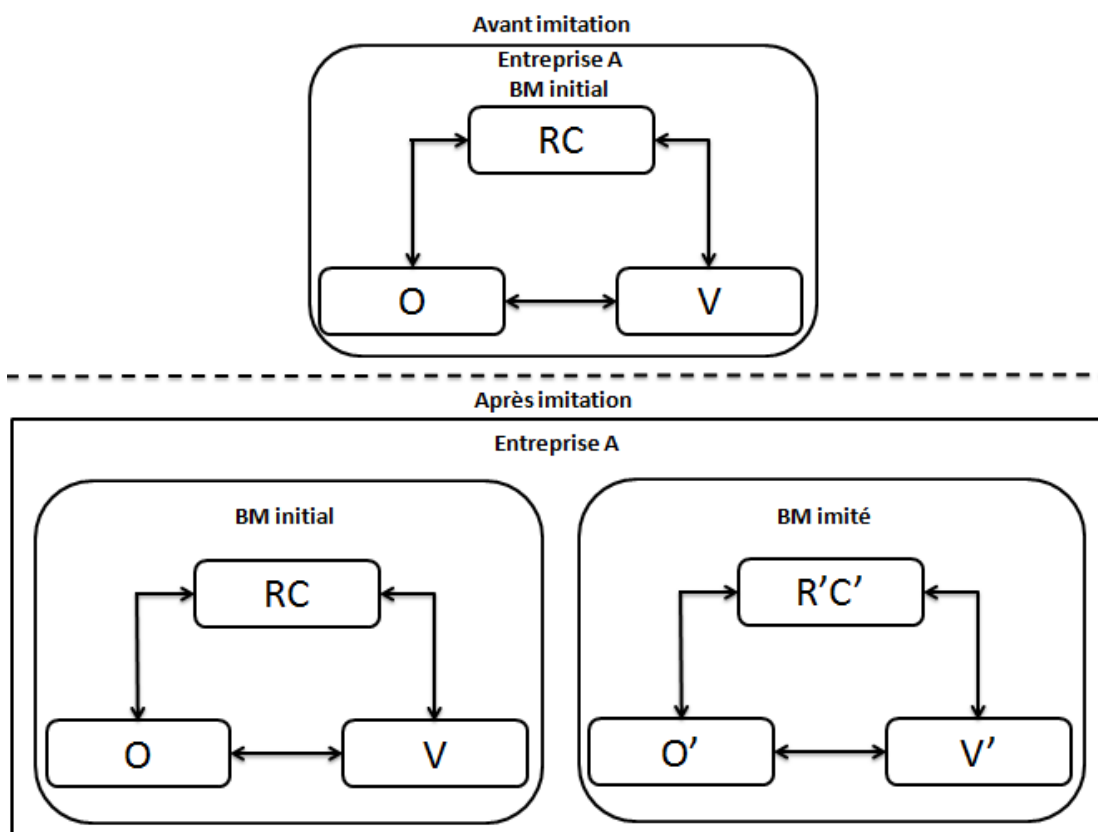 Avant imitation
Entreprise A
BM initial
RC
O
V
Après imitation
Entreprise A
BM initial
RC
O
V
BM imité
R’C’
O’
V’